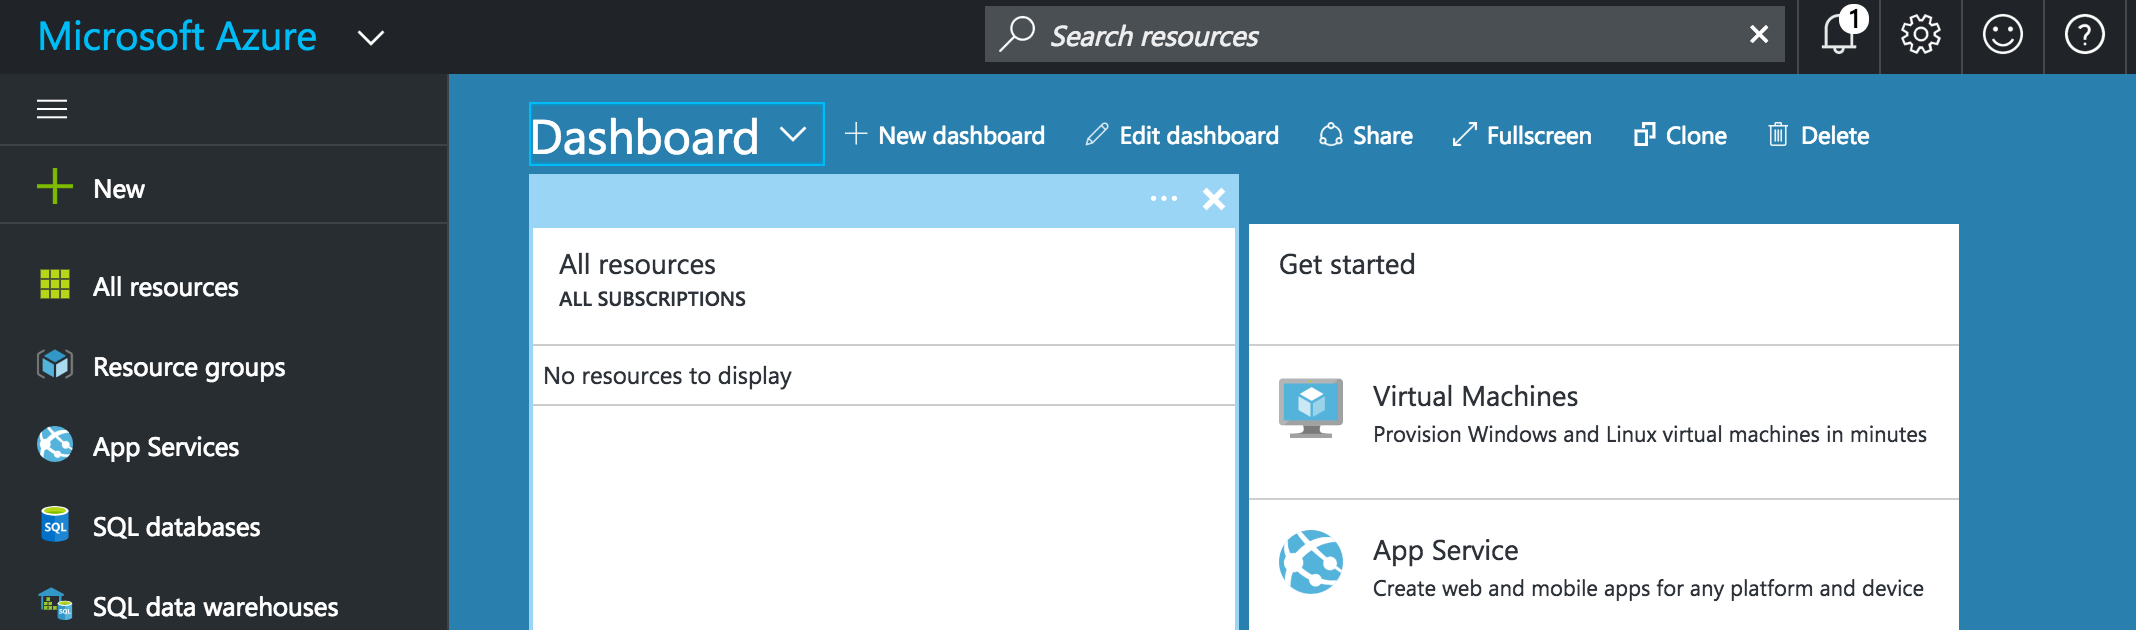 Microsoft Azure
Search resources
1
?
Dashboard
New dashboard
Edit dashboard
Share
Fullscreen
Clone
Delete
New
All resources
Resource groups
App Services
SQL
SQL databases
SQL
SQL data warehouses
All resources
ALL SUBSCRIPTIONS
No resources to display
Get started
Virtual Machines
Provision Windows and Linux virtual machines in minutes
App Service
Create web and mobile apps for any platform and device